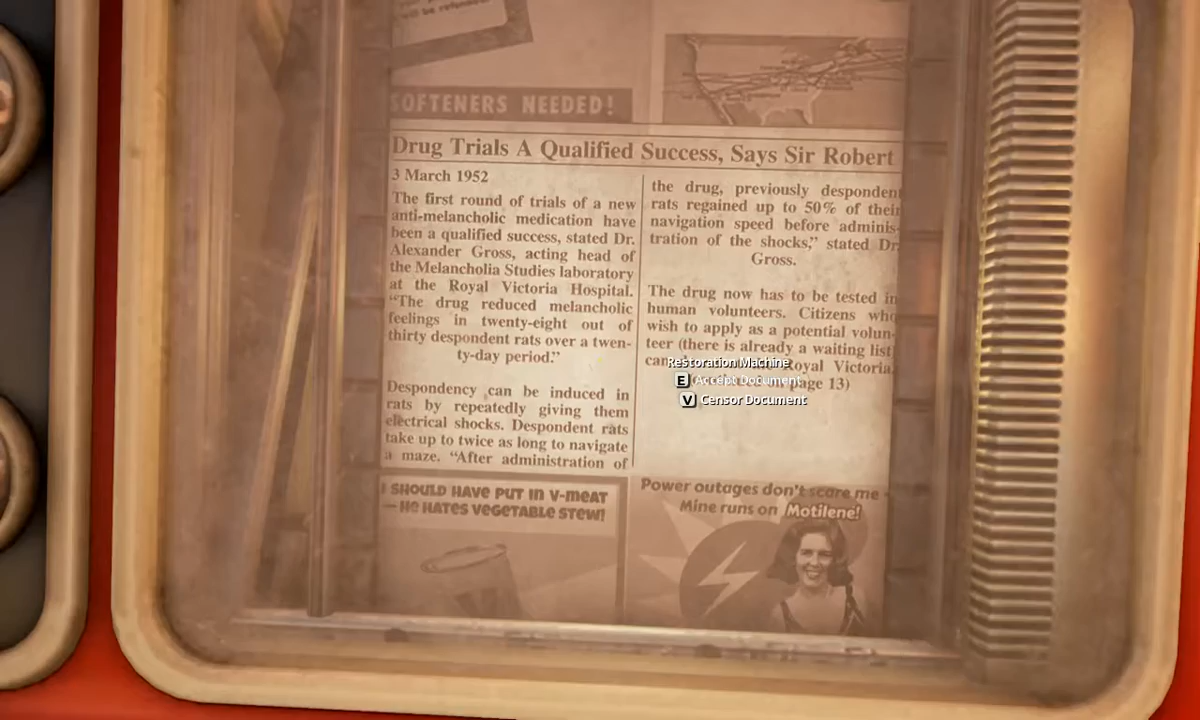 will be refunded
SOFTENERS NEEDED!
Drug Trials A Qualified Success, Says Sir Robert
3 March 1952
The first round of trials of a new
anti-melancholic medication have
been a qualified success, stated Dr.
Alexander Gross, acting head of
the Melancholia Studies laboratory
at the Royal Victoria Hospital.
“The drug reduced melancholic
feelings in twenty-eight out of
thirty despondent rats over a twen-
ty-day period.”
Despondency can be induced in
rats by repeatedly giving them
electrical shocks. Despondent rats
take up to twice as long to navigate
a maze. “After administration of
the drug, previously desponden
rats regained up to 50% of their
navigation speed before adminis-
tration of the shocks,” stated Dr
Gross.
The drug now has to be tested in
human volunteers. Citizens who
wish to apply as a potential volun-
teer (there is already a waiting list
can Royal Victoria.
page 13)
Restoration Machine
E Accept Document
V Censor Document
I SHOULD HAVE PUT IN V-MEAT
— HE HATES VEGETABLE STEW!
Power outages don't scare me -
Mine runs on Motilene!